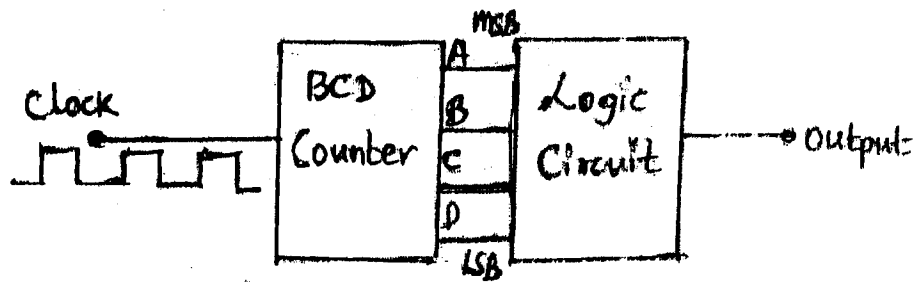 MSB
A
BCD
Counter
Logic
Circuit
Clock
B
C
D
LSB
Output